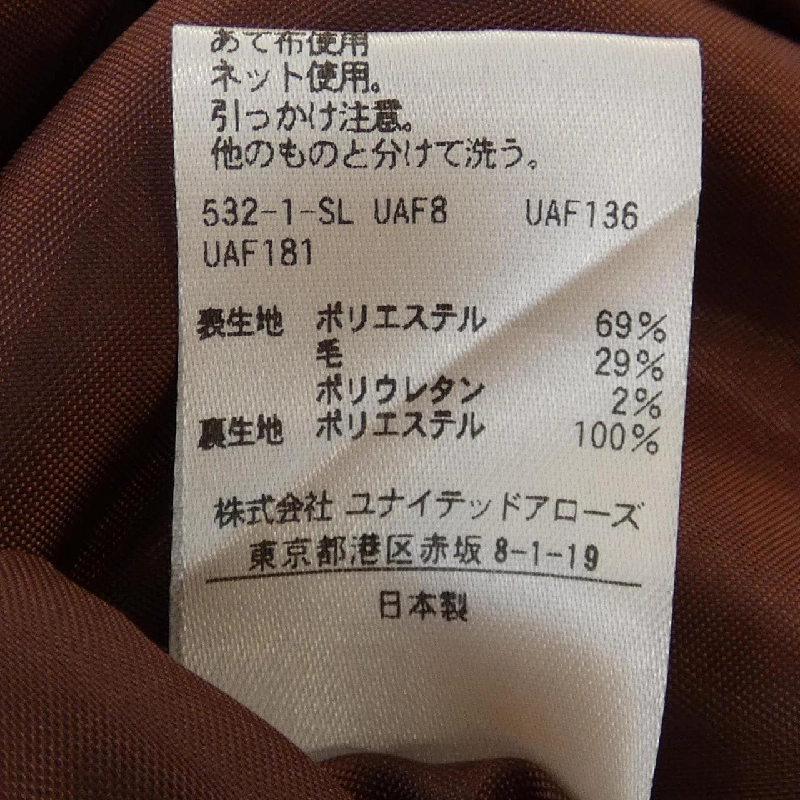 あて布使用
ネット使用。
引っかけ注意。
他のものと分けて洗う。
532-1-SL UAF8 UAF136
UAF181
表生地 ポリエステル 69%
毛 29%
ポリウレタン 2%
裏生地 ポリエステル 100%
株式会社 ユナイテッドアローズ
東京都港区赤坂 8-1-19
日本製